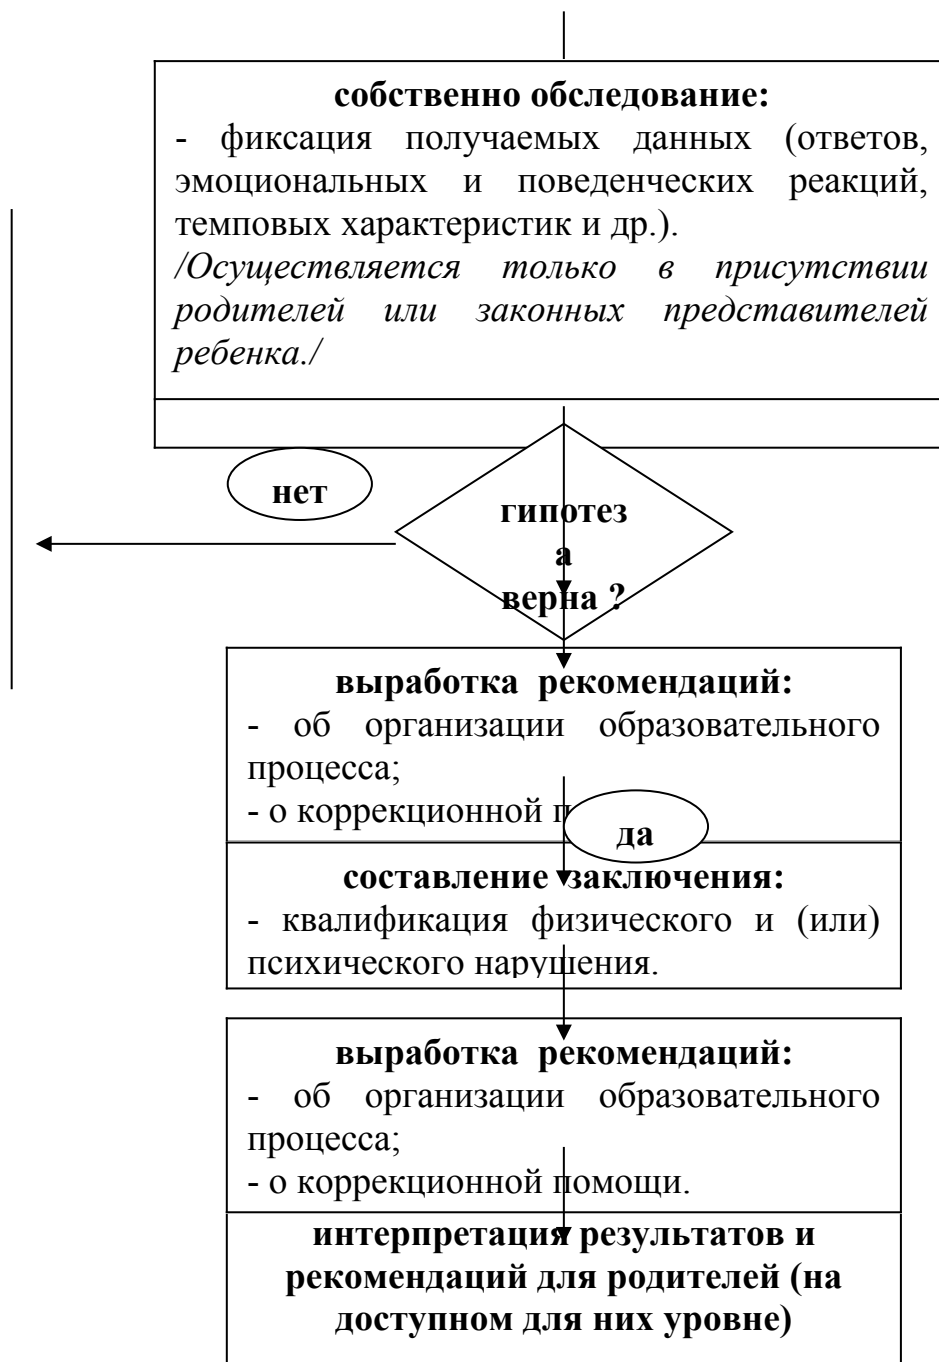 собственно обследование:
- фиксация получаемых данных (ответов,
эмоциональных и поведенческих реакций,
темповых характеристик и др.).
/Осуществляется только в присутствии
родителей или законных представителей
ребенка./
нет
гипотез
а
верна ?
выработка рекомендаций:
- об организации образовательного
процесса;
- о коррекционной
да
составление заключения:
- квалификация физического и (или)
психического нарушения.
выработка рекомендаций:
- об организации образовательного
процесса;
- о коррекционной помощи.
интерпретация результатов и
рекомендаций для родителей (на
доступном для них уровне)